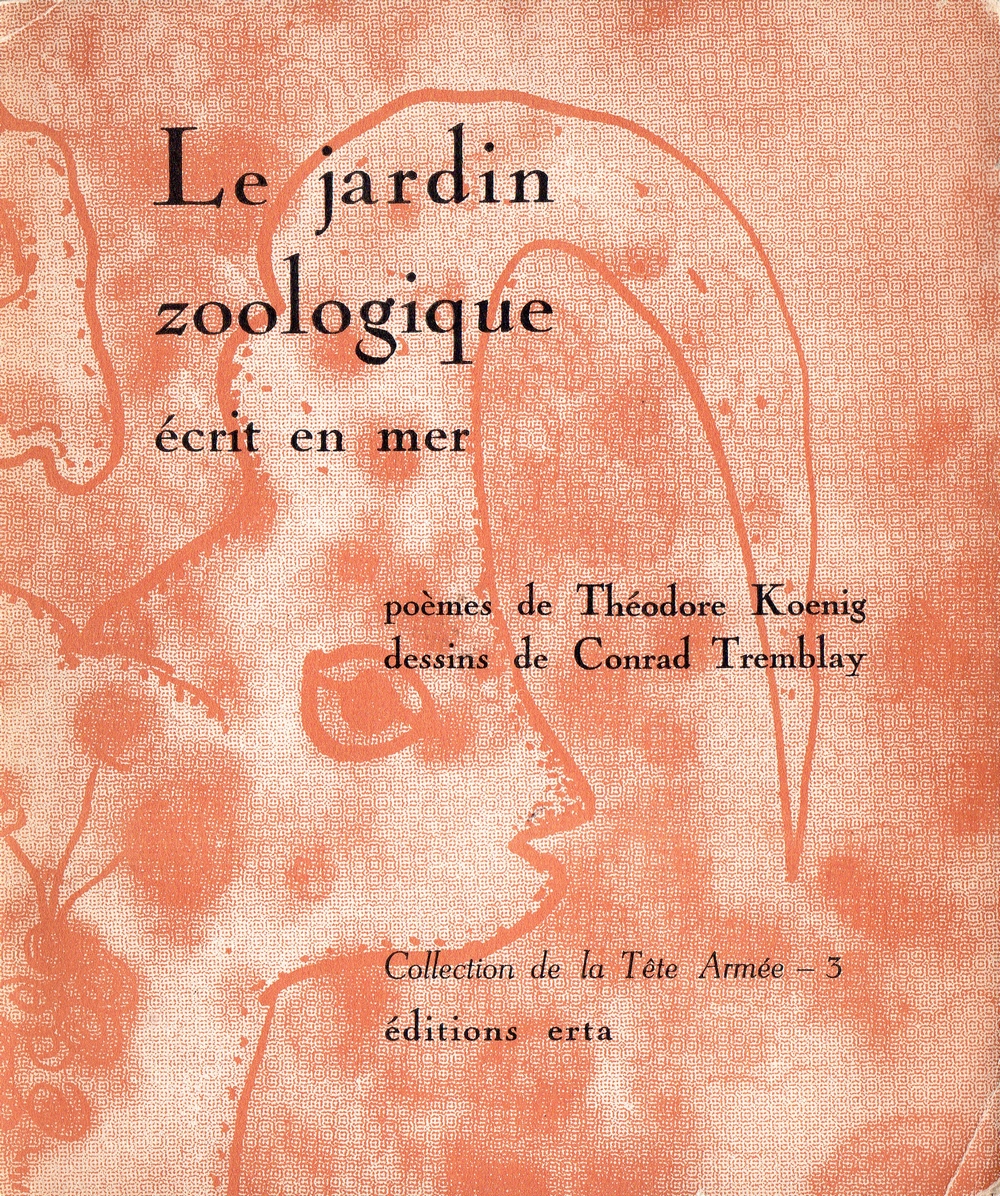 Le jardin
zoologique
écrit en mer
poèmes de Théodore Koenig
dessins de Conrad Tremblay
Collection de la Tête Armée – 3
éditions erta